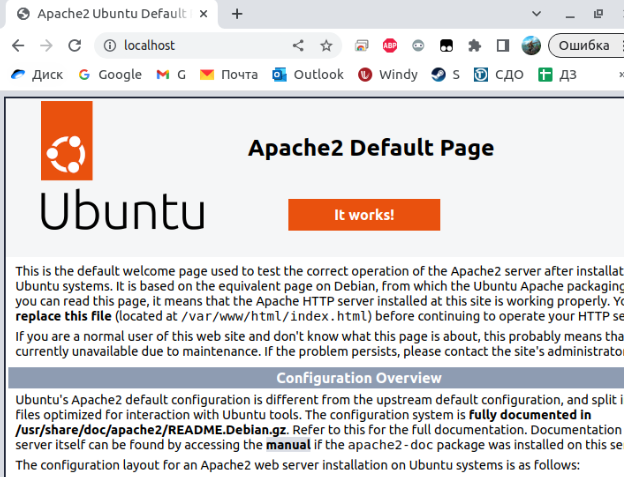 Apache2 Ubuntu Default
localhost
ABP
Ошибка
Диск Google G Почта Outlook Windy S СДО ДЗ
Ubuntu
Apache2 Default Page
It works!
This is the default welcome page used to test the correct operation of the Apache2 server after
Ubuntu systems. It is based on the equivalent page on Debian, from which the Ubuntu Apache packaging
you can read this page, it means that the Apache HTTP server installed at this site is working properly.
replace this file (located at /var/www/html/index.html) before continuing to operate your HTTP
If you are a normal user of this web site and don't know what this page is about, this probably means
currently unavailable due to maintenance. If the problem persists, please contact the site's
Configuration Overview
Ubuntu's Apache2 default configuration is different from the upstream default configuration, and split
files optimized for interaction with Ubuntu tools. The configuration system is fully documented in
/usr/share/doc/apache2/README.Debian.gz. Refer to this for the full documentation. Documentation
server itself can be found by accessing the manual if the apache2-doc package was installed on this
The configuration layout for an Apache2 web server installation on Ubuntu systems is as follows: